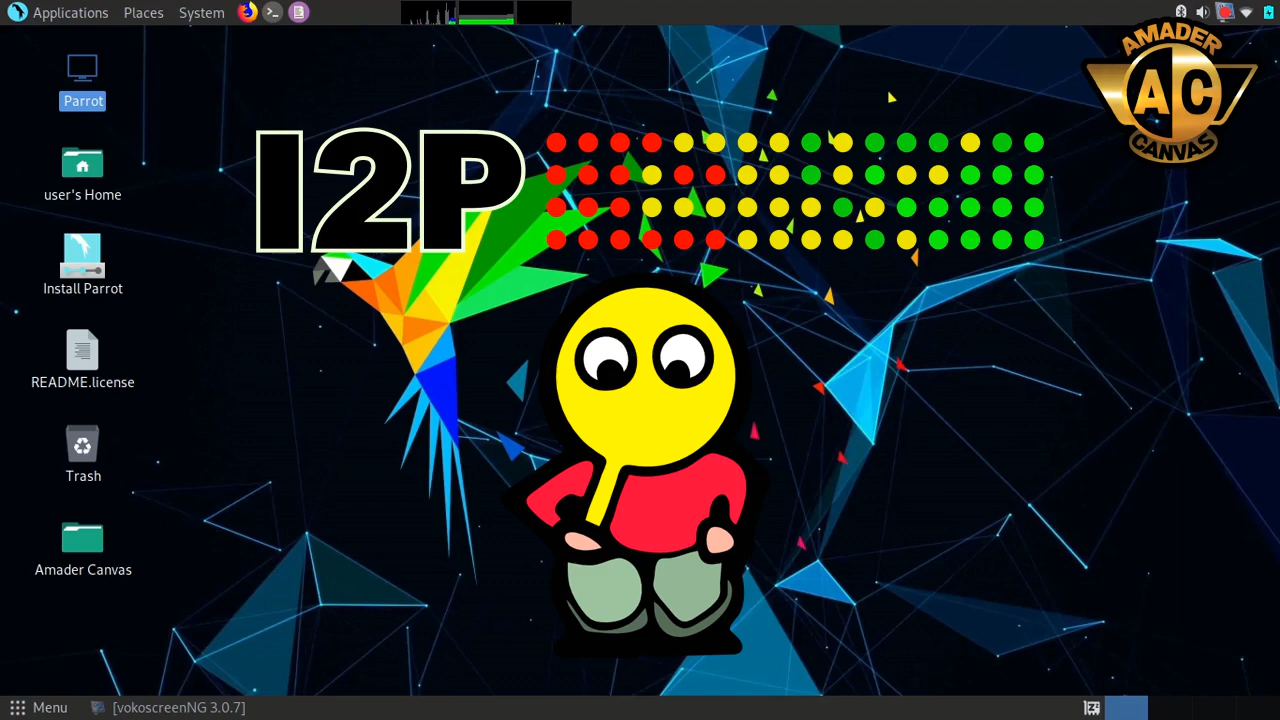 Applications Places System
AMADER
AC
CANVAS
I2P
Parrot
user's Home
Install Parrot
README.license
Trash
Amader Canvas
Menu [vokoscreenNG 3.0.7]